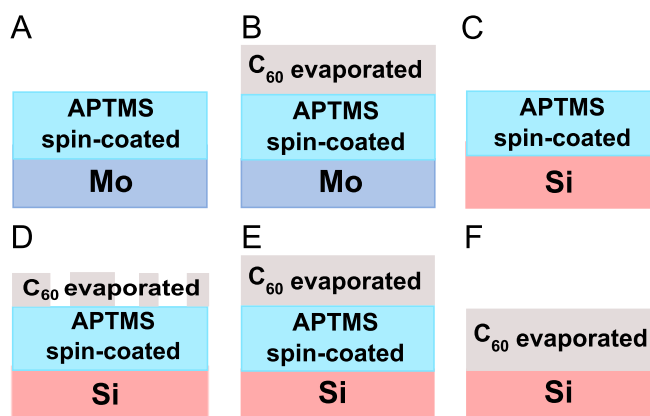 A
B
C
APTMS
spin-coated
Mo
C60 evaporated
APTMS
spin-coated
Mo
APTMS
spin-coated
Si
D
E
F
C60 evaporated
APTMS
spin-coated
Si
C60 evaporated
APTMS
spin-coated
Si
C60 evaporated
Si